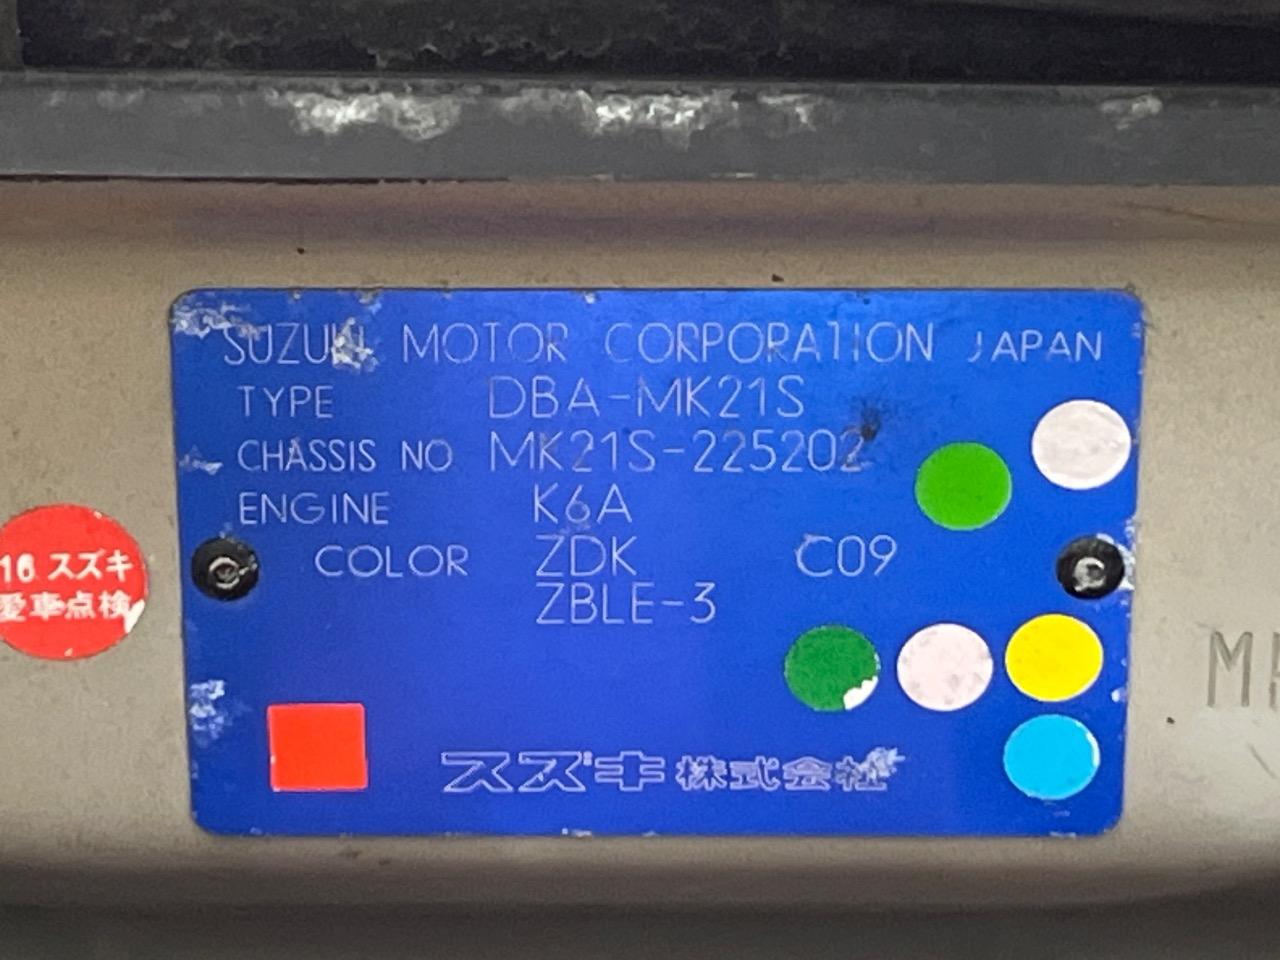 SUZUKI MOTOR CORPORATION JAPAN
TYPE DBA-MK21S
CHASSIS NO MK21S-225202
ENGINE K6A
COLOR ZDK C09
ZBLE-3
スズキ株式会社
16 スズキ
愛車点検